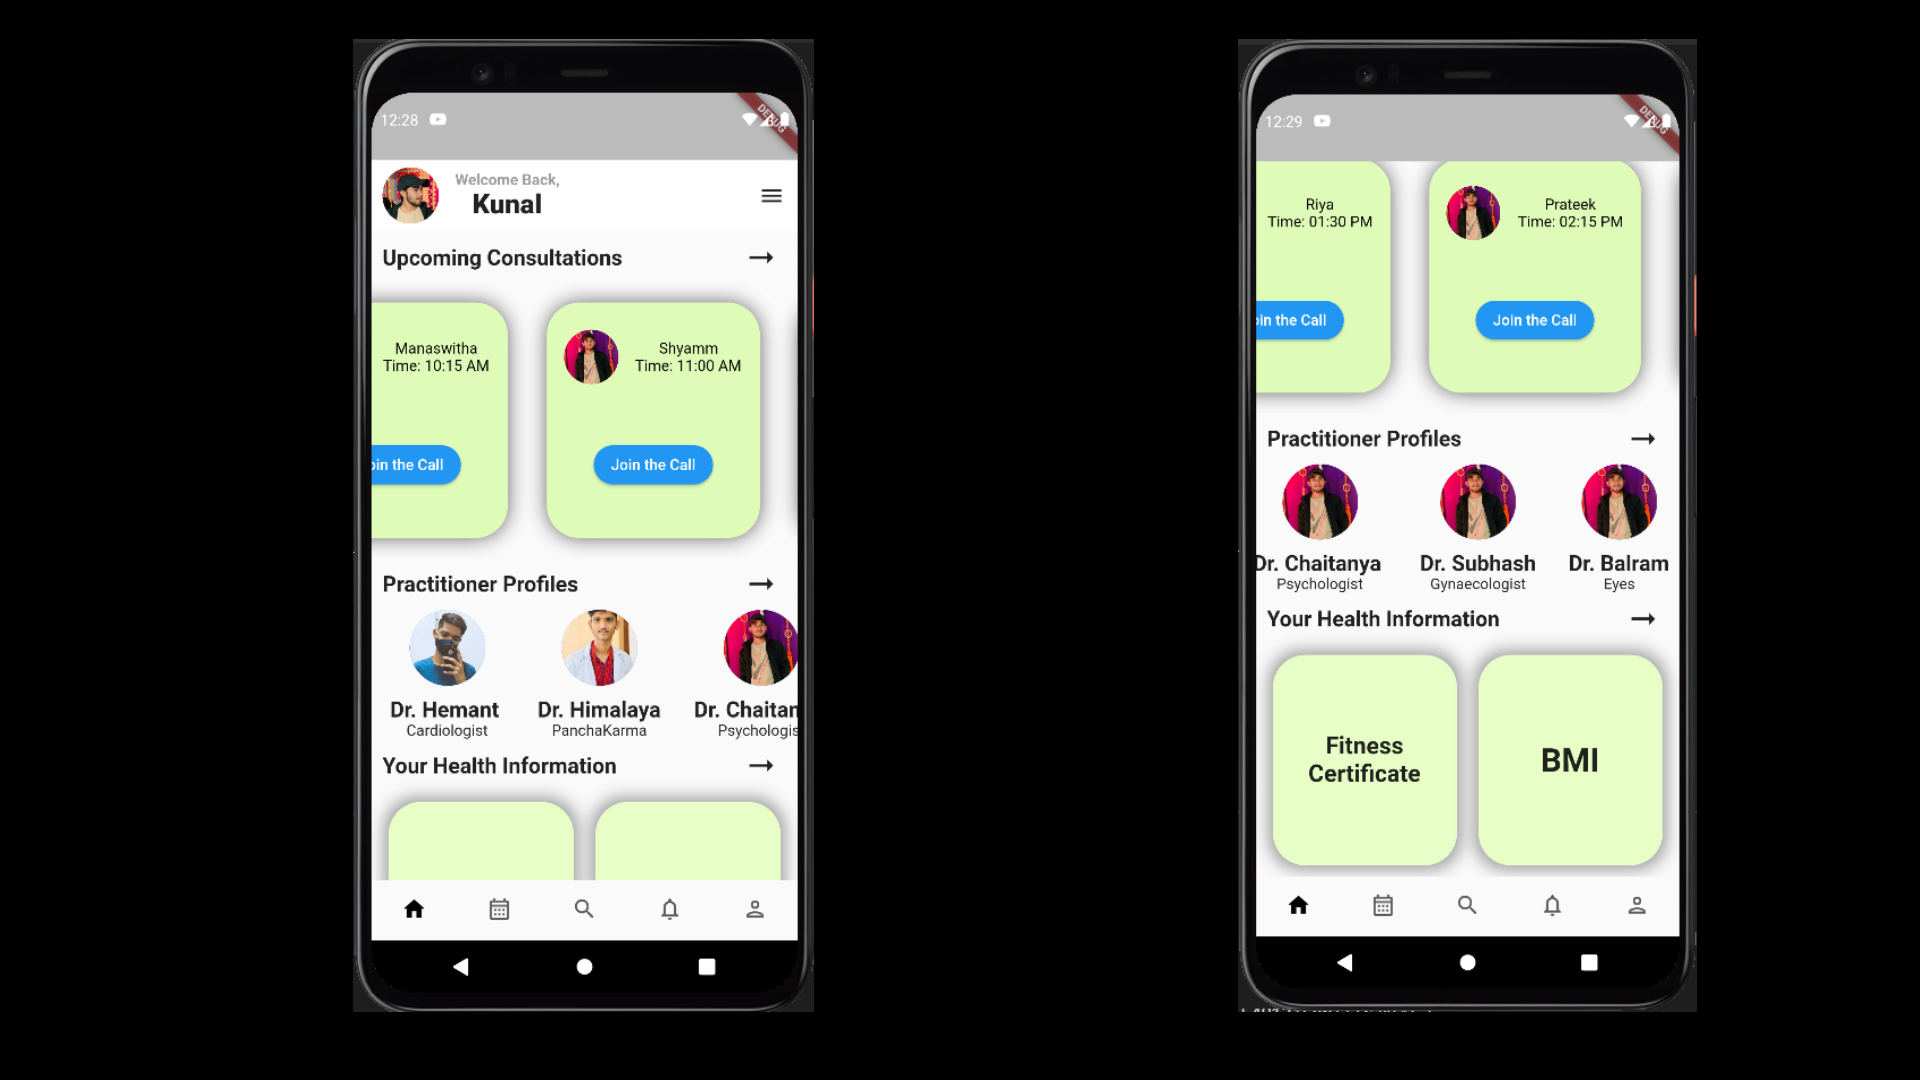 12:28
DEBUG
Welcome Back,
Kunal
Upcoming Consultations
Manaswitha
Time: 10:15 AM
Shyamm
Time: 11:00 AM
oin the Call
Join the Call
Practitioner Profiles
Dr. Hemant
Cardiologist
Dr. Himalaya
PanchaKarma
Dr. Chaitan
Psychologis
Your Health Information
12:29
DEBUG
Riya
Time: 01:30 PM
Prateek
Time: 02:15 PM
oin the Call
Join the Call
Practitioner Profiles
Dr. Chaitanya
Psychologist
Dr. Subhash
Gynaecologist
Dr. Balram
Eyes
Your Health Information
Fitness
Certificate
BMI